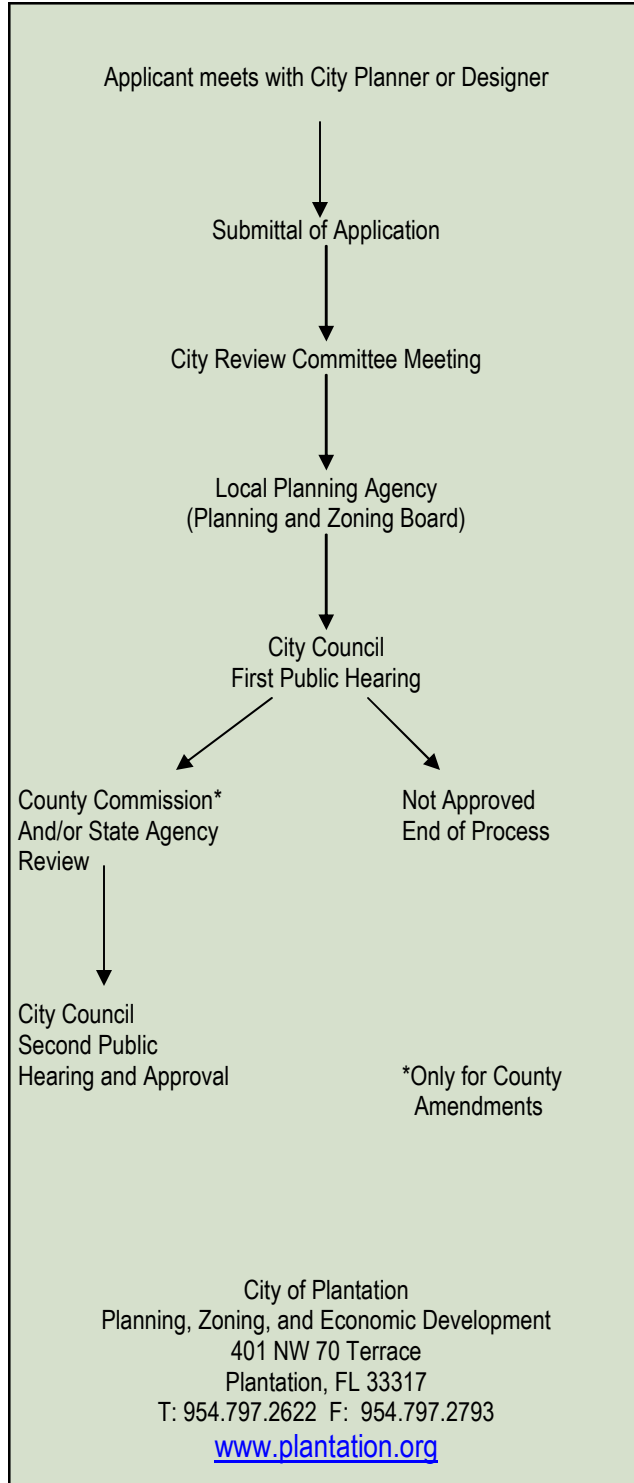 Applicant meets with City Planner or Designer
Submittal of Application
City Review Committee Meeting
Local Planning Agency
(Planning and Zoning Board)
City Council
First Public Hearing
County Commission*
And/or State Agency
Review
Not Approved
End of Process
City Council
Second Public
Hearing and Approval
*Only for County
Amendments
City of Plantation
Planning, Zoning, and Economic Development
401 NW 70 Terrace
Plantation, FL 33317
T: 954.797.2622 F: 954.797.2793
www.plantation.org